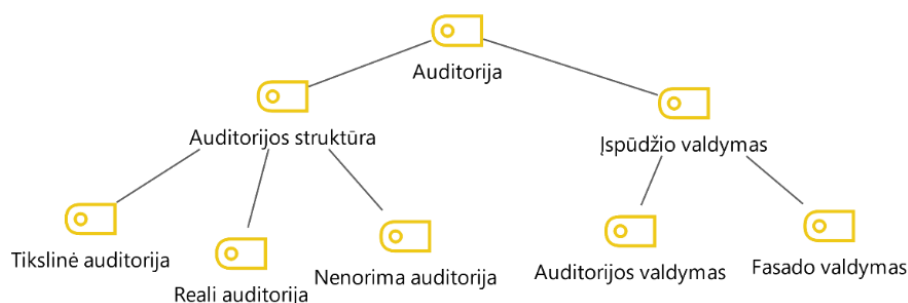 Auditorija
Auditorijos struktūra
Įspūdžio valdymas
Tikslinė auditorija
Reali auditorija
Nenorima auditorija
Auditorijos valdymas
Fasado valdymas